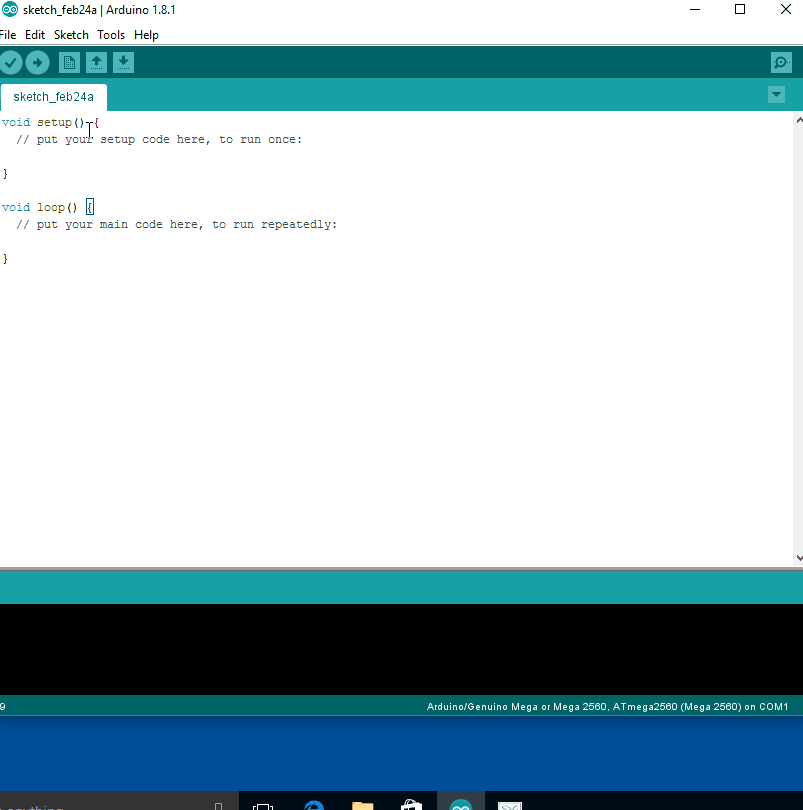 sketch_feb24a | Arduino 1.8.1
File Edit Sketch Tools Help
sketch_feb24a
void setup() {
  // put your setup code here, to run once:
}
void loop() {
  // put your main code here, to run repeatedly:
}
9
Arduino/Genuino Mega or Mega 2560, ATmega2560 (Mega 2560) on COM1
anything